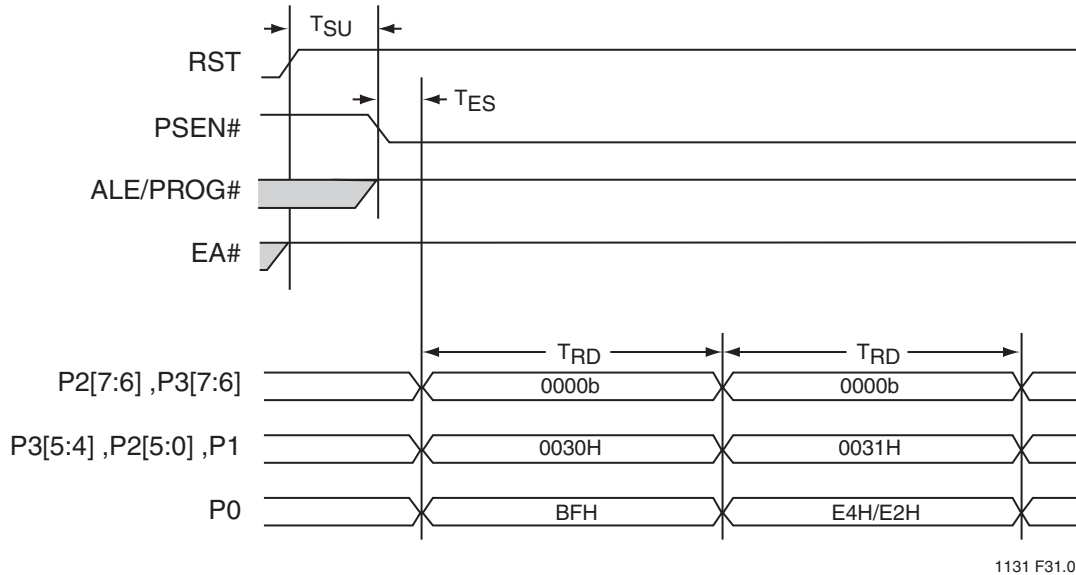 TSU
RST
TES
PSEN#
ALE/PROG#
EA#
TRD TRD
P2[7:6] ,P3[7:6] 0000b 0000b
P3[5:4] ,P2[5:0] ,P1 0030H 0031H
P0 BFH E4H/E2H
1131 F31.0